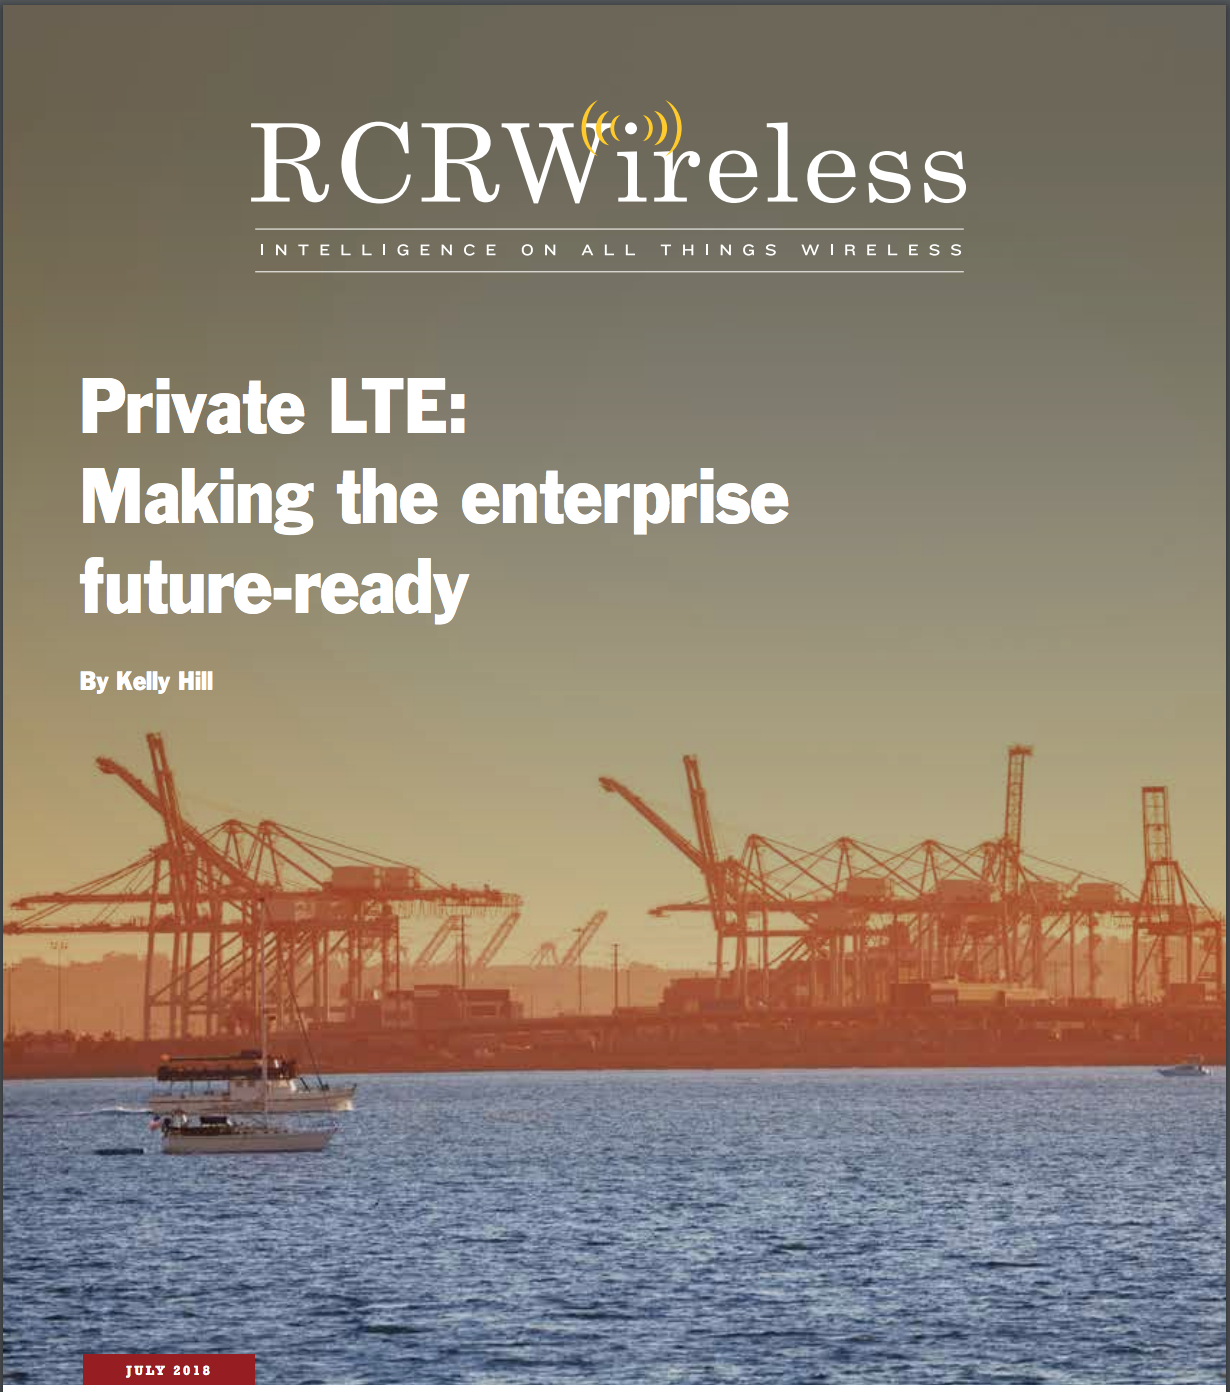 RCRWireless
INTELLIGENCE ON ALL THINGS WIRELESS
Private LTE:
Making the enterprise
future-ready
By Kelly Hill
JULY 2018